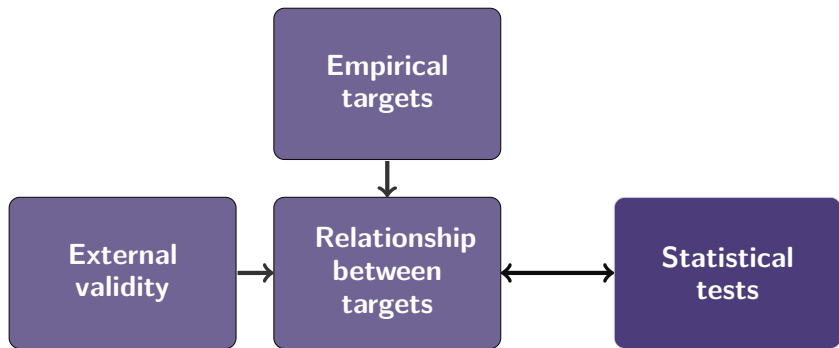 Empirical
targets
External
validity
Relationship
between
targets
Statistical
tests